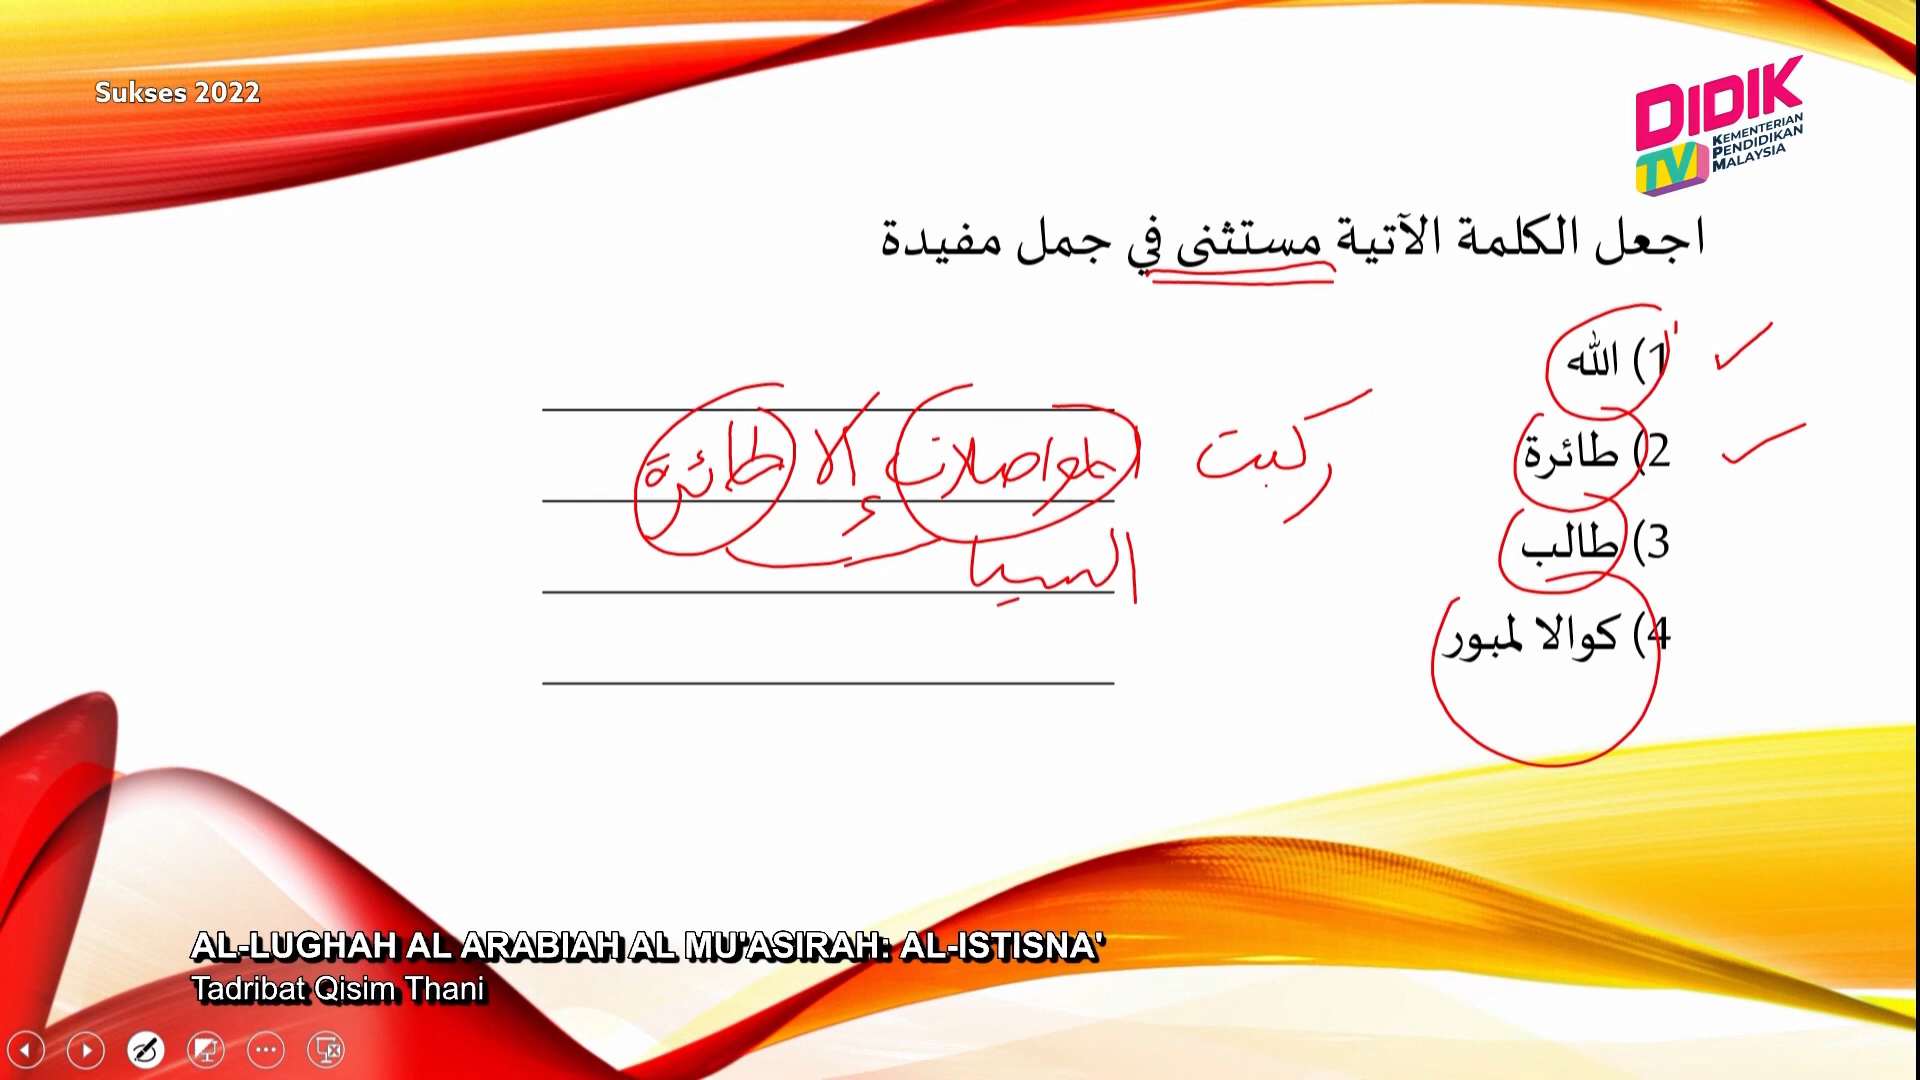 Sukses 2022
DIDIK
TV
KEMENTERIAN
PENDIDIKAN
MALAYSIA
اجعل الكلمة الآتية مستثنى في جمل مفيدة
1) الله
2) طائرة
3) طالب
4) كوالا لمبور
ركبت المواصلات إلا طائرة
السيا
AL-LUGHAH AL ARABIAH AL MU'ASIRAH: AL-ISTISNA'
Tadribat Qisim Thani